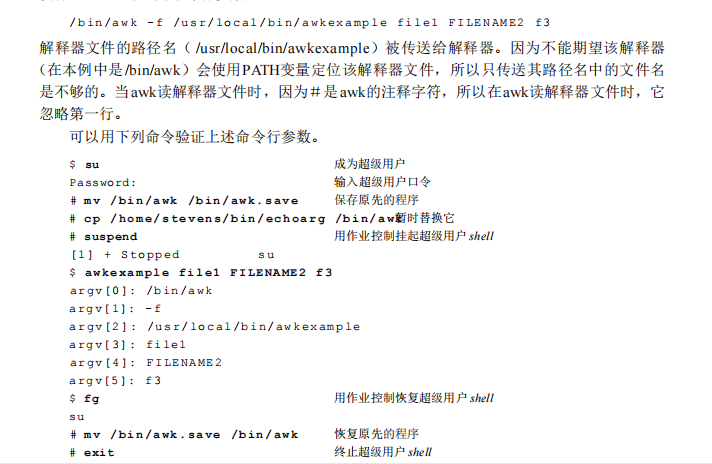 /bin/awk -f /usr/local/bin/awkexample file1 FILENAME2 f3
解释器文件的路径名（ /usr/local/bin/awkexample）被传送给解释器。因为不能期望该解释器
（在本例中是/bin/awk）会使用PATH变量定位该解释器文件，所以只传送其路径名中的文件名
是不够的。当awk读解释器文件时，因为＃是awk的注释字符，所以在awk读解释器文件时，它
忽略第一行。
可以用下列命令验证上述命令行参数。
$ su 成为超级用户
Password: 输入超级用户口令
# mv /bin/awk /bin/awk.save 保存原先的程序
# cp /home/stevens/bin/echoarg /bin/awk 暂时替换它
# suspend 用作业控制挂起超级用户 shell
[1] + Stopped su
$ awkexample file1 FILENAME2 f3
argv[0]: /bin/awk
argv[1]: -f
argv[2]: /usr/local/bin/awkexample
argv[3]: file1
argv[4]: FILENAME2
argv[5]: f3
$ fg 用作业控制恢复超级用户 shell
su
# mv /bin/awk.save /bin/awk 恢复原先的程序
# exit 终止超级用户 shell